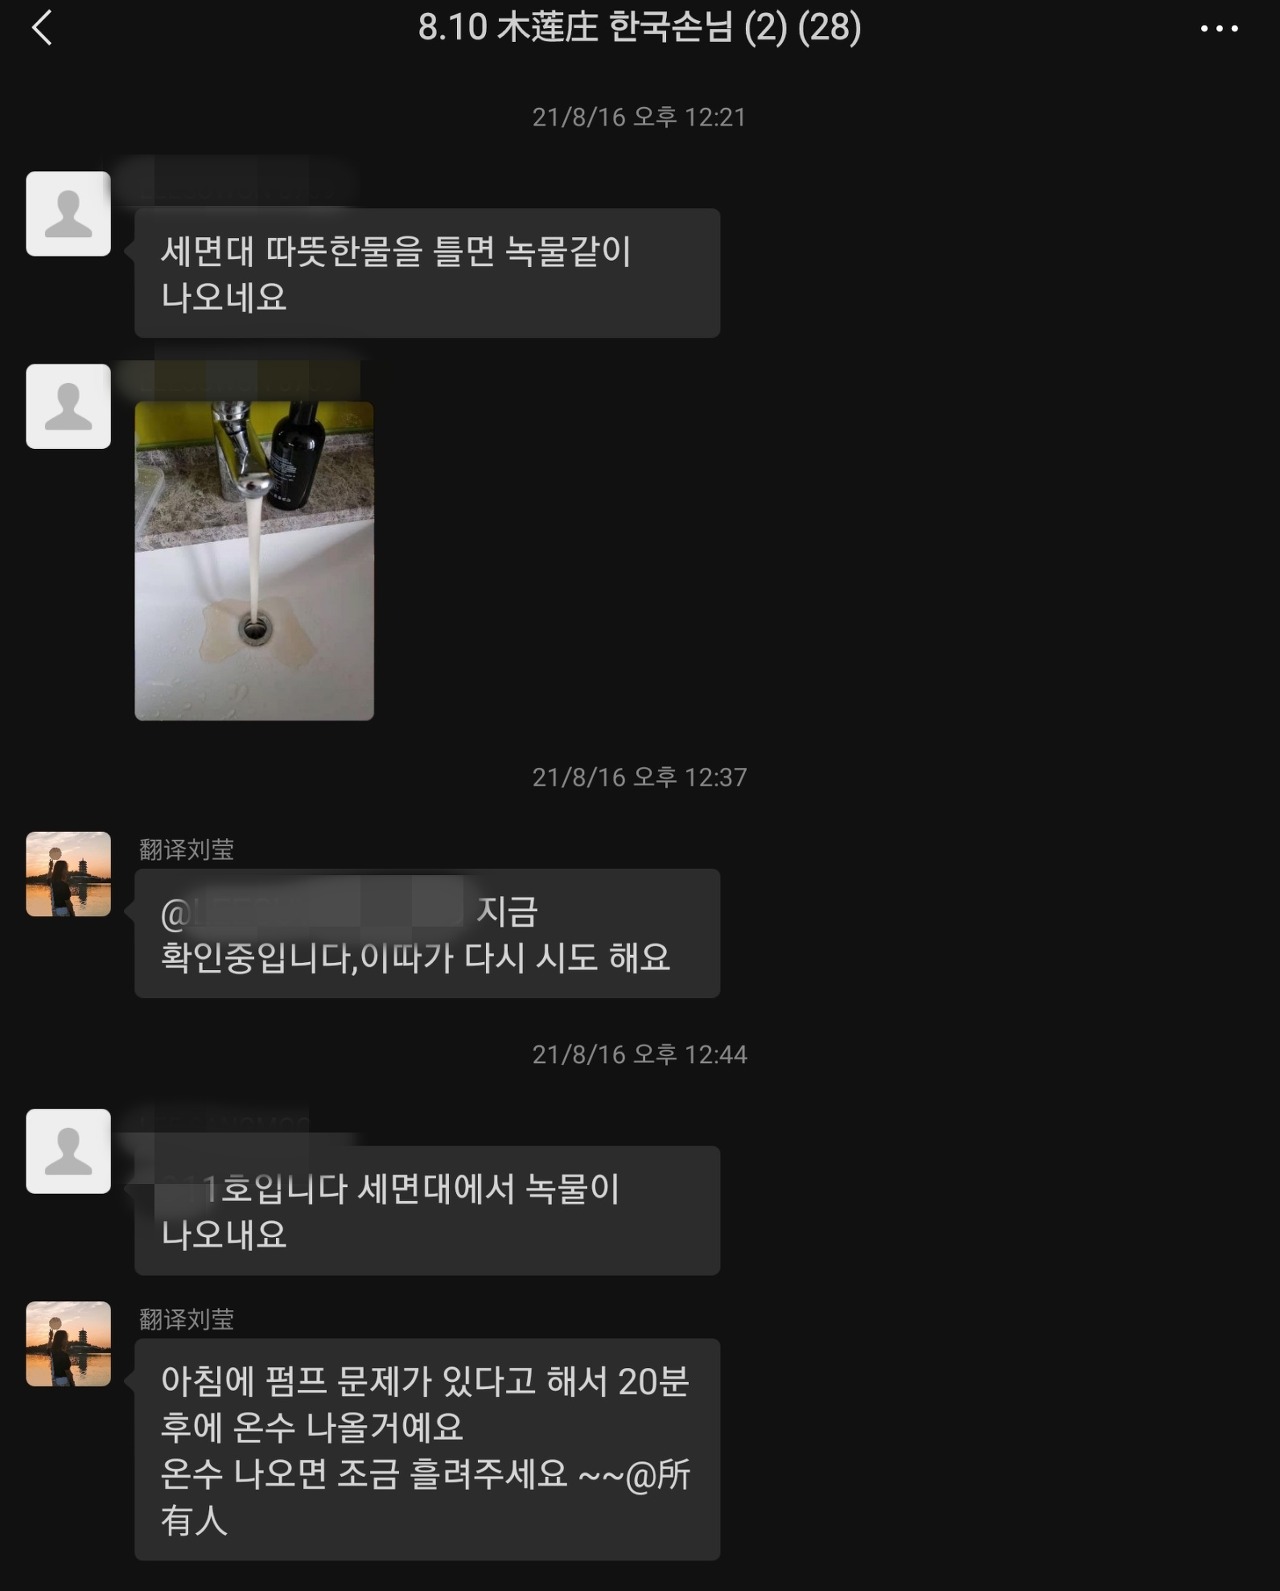 8.10 木莲庄 한국손님 (2) (28)
21/8/16 오후 12:21
세면대 따뜻한물을 틀면 녹물같이
나오네요
21/8/16 오후 12:37
翻译刘莹
@ 지금
확인중입니다,이따가 다시 시도 해요
21/8/16 오후 12:44
11호입니다 세면대에서 녹물이
나오내요
翻译刘莹
아침에 펌프 문제가 있다고 해서 20분
후에 온수 나올거예요
온수 나오면 조금 흘려주세요 ~~@所
有人